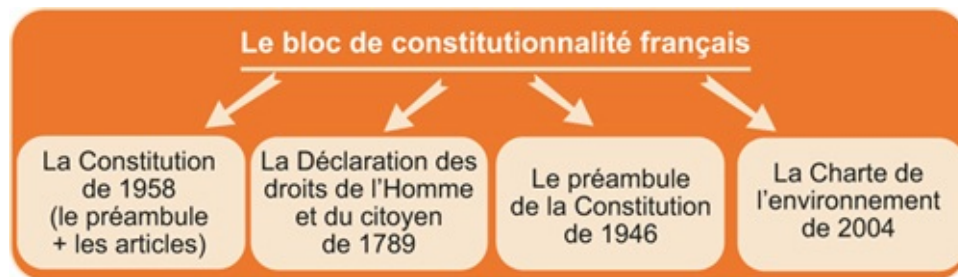 Le bloc de constitutionnalité français
La Constitution
de 1958
(le préambule
+ les articles)
La Déclaration des
droits de l’Homme
et du citoyen
de 1789
Le préambule
de la Constitution
de 1946
La Charte de
l’environnement
de 2004